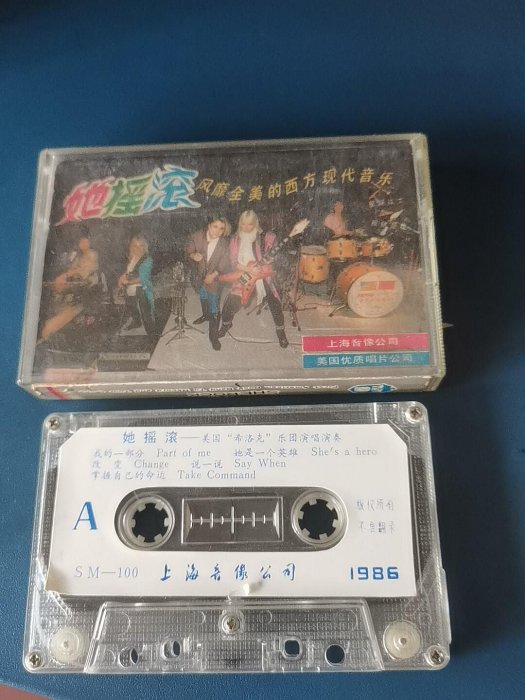 她摇滚
风靡全美的西方现代音乐
上海音像公司
美国优质唱片公司
她 摇 滚——美国“希洛克”乐团演唱演奏
我的一部分 Part of me 她是一个英雄 She's a hero
改 变 Change 说一说 Say When
掌握自己的命运 Take Command
A
版权所有
不准翻录
SM—100 上海音像公司 1986